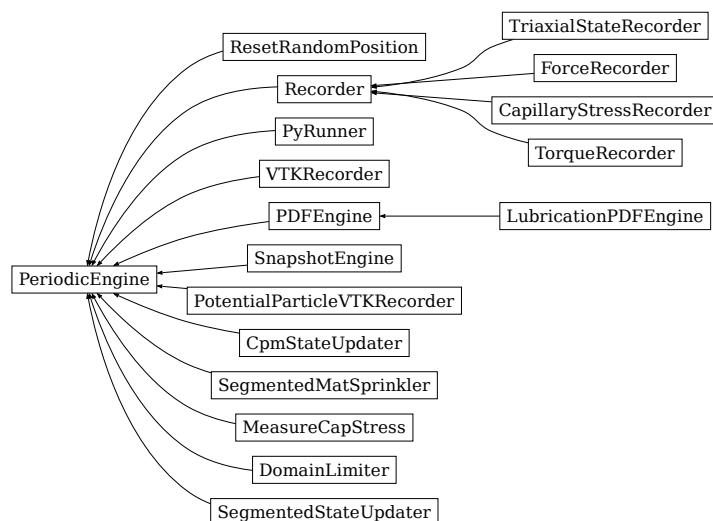 TriaxialStateRecorder
ResetRandomPosition
ForceRecorder
Recorder
CapillaryStressRecorder
PyRunner
TorqueRecorder
VTKRecorder
PDFEngine
LubricationPDFEngine
SnapshotEngine
PeriodicEngine
PotentialParticleVTKRecorder
CpmStateUpdater
SegmentedMatSprinkler
MeasureCapStress
DomainLimiter
SegmentedStateUpdater